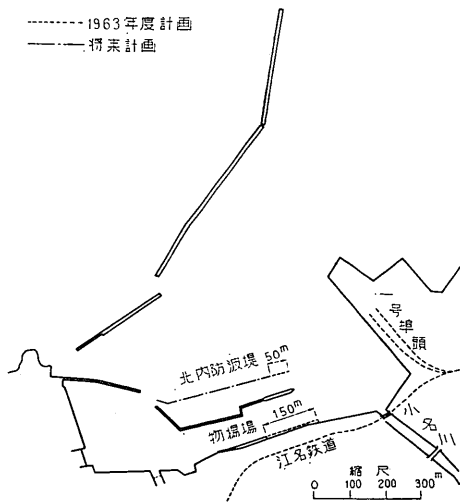 1963年度計画
将来計画
一号埠頭
北内防波堤
50m
物揚場
150m
小名川
江名鉄道
縮尺
0 100 200 300m